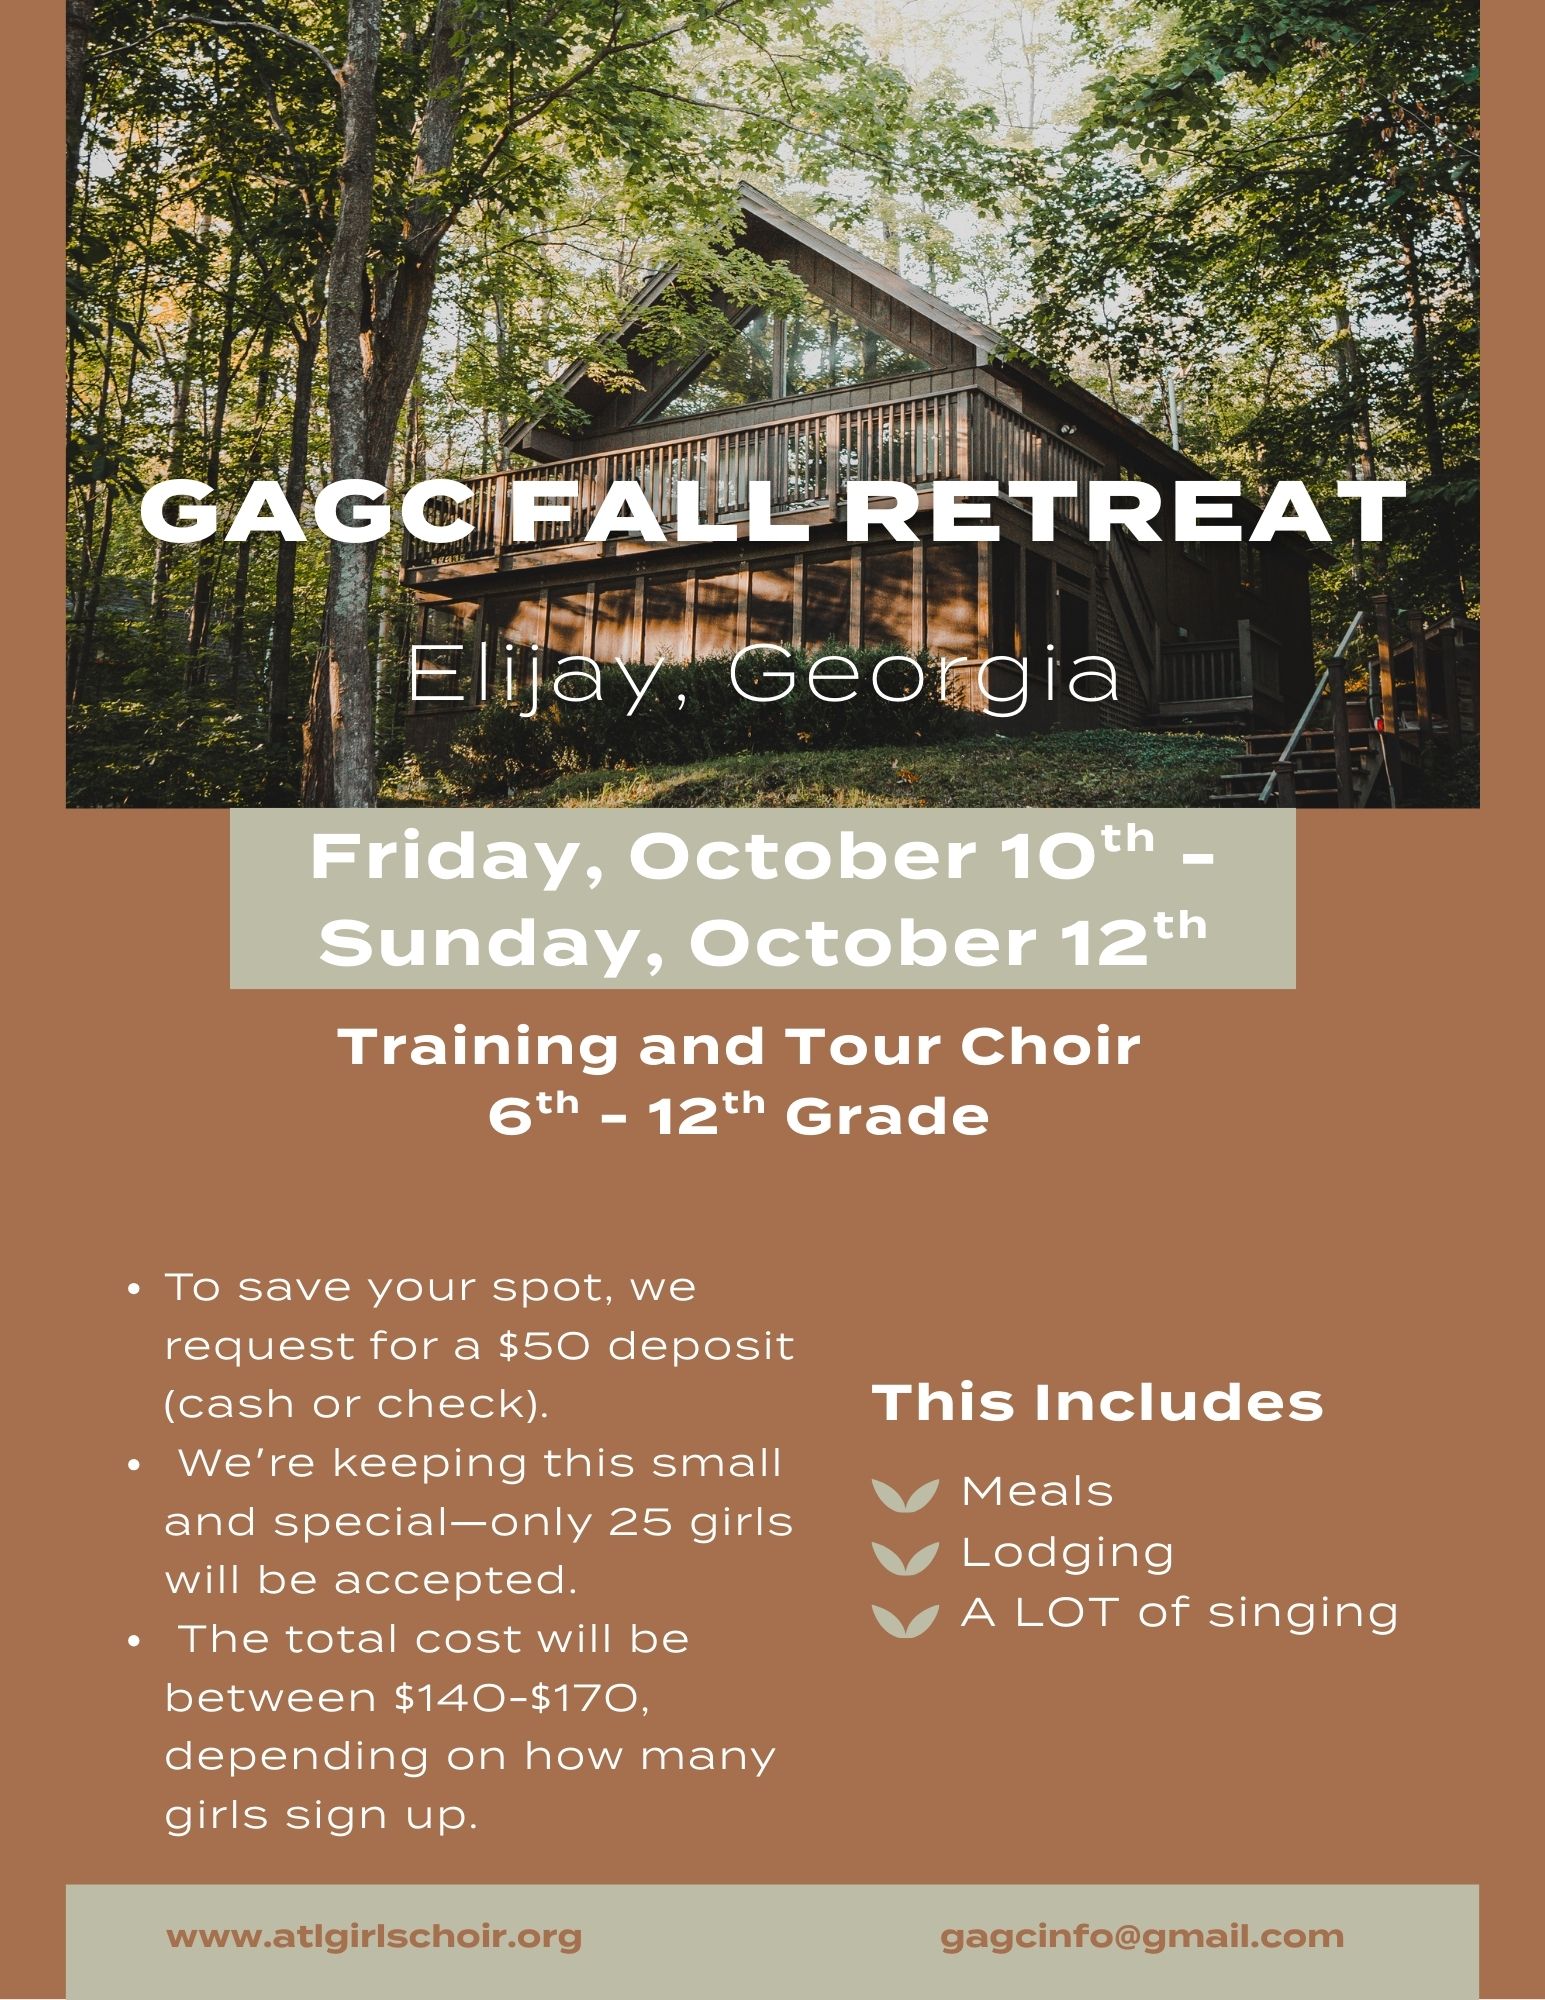 GAGC FALL RETREAT
Elijay, Georgia
Friday, October 10th -
Sunday, October 12th
Training and Tour Choir
6th - 12th Grade
• To save your spot, we
request for a $50 deposit
(cash or check).
• We're keeping this small
and special—only 25 girls
will be accepted.
• The total cost will be
between $140-$170,
depending on how many
girls sign up.
This Includes
Meals
Lodging
A LOT of singing
www.atlgirlschoir.org
gagcinfo@gmail.com